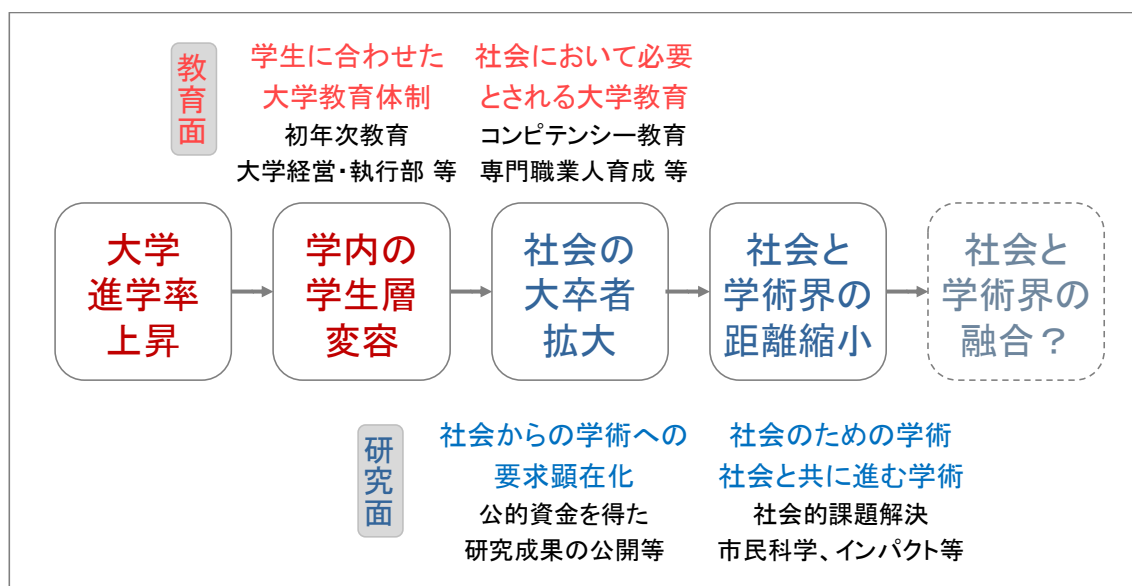 教育面
学生に合わせた
大学教育体制
初年次教育
大学経営・執行部 等
社会において必要
とされる大学教育
コンピテンシー教育
専門職業人育成 等
大学
進学率
上昇
学内の
学生層
変容
社会の
大卒者
拡大
社会と
学術界の
距離縮小
社会と
学術界の
融合？
研究面
社会からの学術への
要求顕在化
公的資金を得た
研究成果の公開等
社会のための学術
社会と共に進む学術
社会的課題解決
市民科学、インパクト等